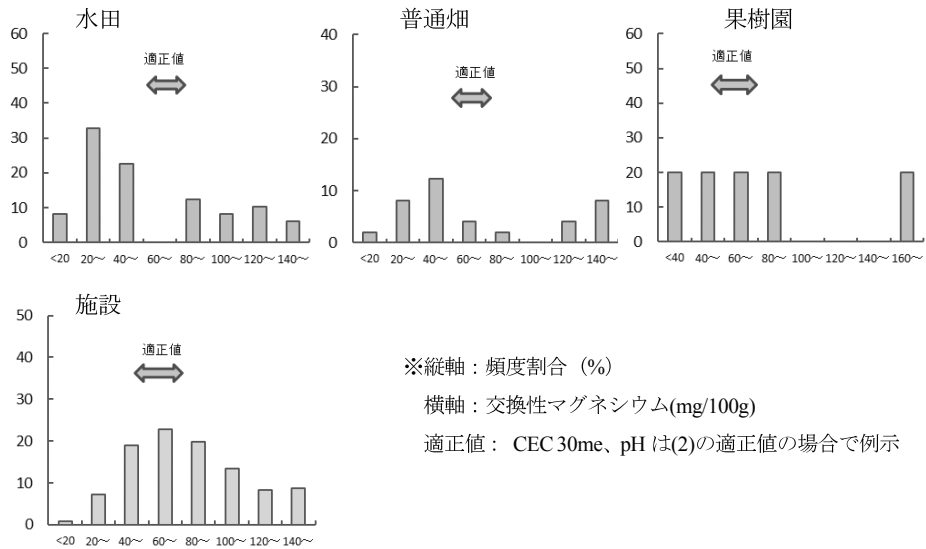 水田
60
50
40
30
20
10
0
適正値
<20 20～ 40～ 60～ 80～ 100～ 120～ 140～
普通畑
40
30
20
10
0
適正値
<20 20～ 40～ 60～ 80～ 100～ 120～ 140～
果樹園
60
50
40
30
20
10
0
適正値
<40 40～ 60～ 80～ 100～ 120～ 140～ 160～
施設
50
40
30
20
10
0
適正値
<20 20～ 40～ 60～ 80～ 100～ 120～ 140～
※縦軸：頻度割合（%）
横軸：交換性マグネシウム(mg/100g)
適正値： CEC 30me、pH は(2)の適正値の場合で例示